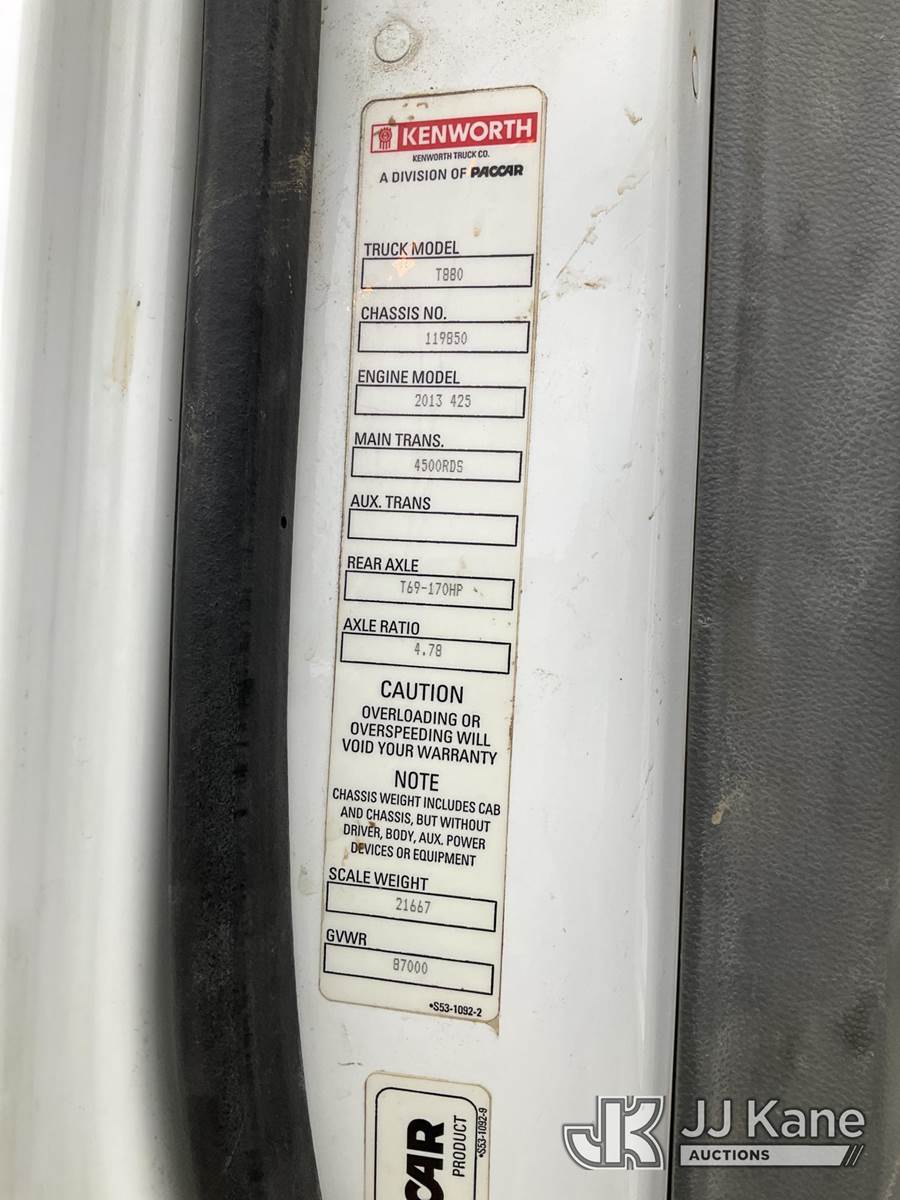 KENWORTH
KENWORTH TRUCK CO.
A DIVISION OF PACCAR
TRUCK MODEL
T880
CHASSIS NO.
119850
ENGINE MODEL
2013 425
MAIN TRANS.
4500RDS
AUX. TRANS
REAR AXLE
T69-170HP
AXLE RATIO
4.78
CAUTION
OVERLOADING OR
OVERSPEEDING WILL
VOID YOUR WARRANTY
NOTE
CHASSIS WEIGHT INCLUDES CAB
AND CHASSIS, BUT WITHOUT
DRIVER, BODY, AUX. POWER
DEVICES OR EQUIPMENT
SCALE WEIGHT
21667
GVWR
87000
•S53-1092-2
CAR
PRODUCT
•S53-1092-9
JK JJ Kane
AUCTIONS